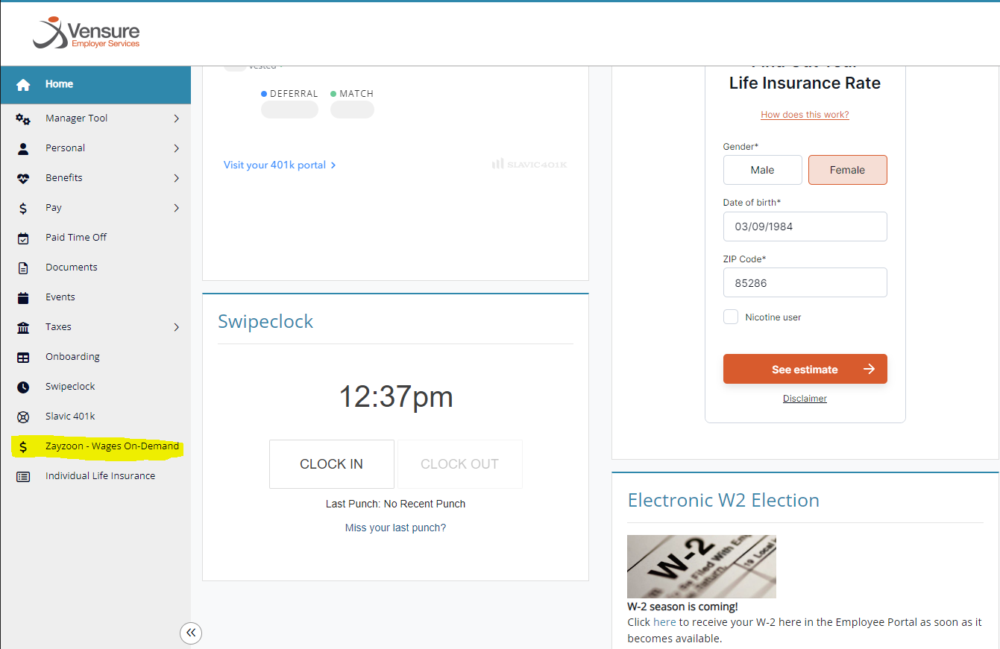 Vensure
Employer Services
Home
Manager Tool
Personal
Benefits
Pay
Paid Time Off
Documents
Events
Taxes
Onboarding
Swipeclock
Slavic 401k
Zayzoon - Wages On-Demand
Individual Life Insurance
DEFERRAL
MATCH
Visit your 401k portal
SLAVIC401K
Swipeclock
12:37pm
CLOCK IN
CLOCK OUT
Last Punch: No Recent Punch
Miss your last punch?
Life Insurance Rate
How does this work?
Gender*
Male
Female
Date of birth*
03/09/1984
ZIP Code*
85286
Nicotine user
See estimate
Disclaimer
Electronic W2 Election
W-2
W-2 season is coming!
Click here to receive your W-2 here in the Employee Portal as soon as it
becomes available.